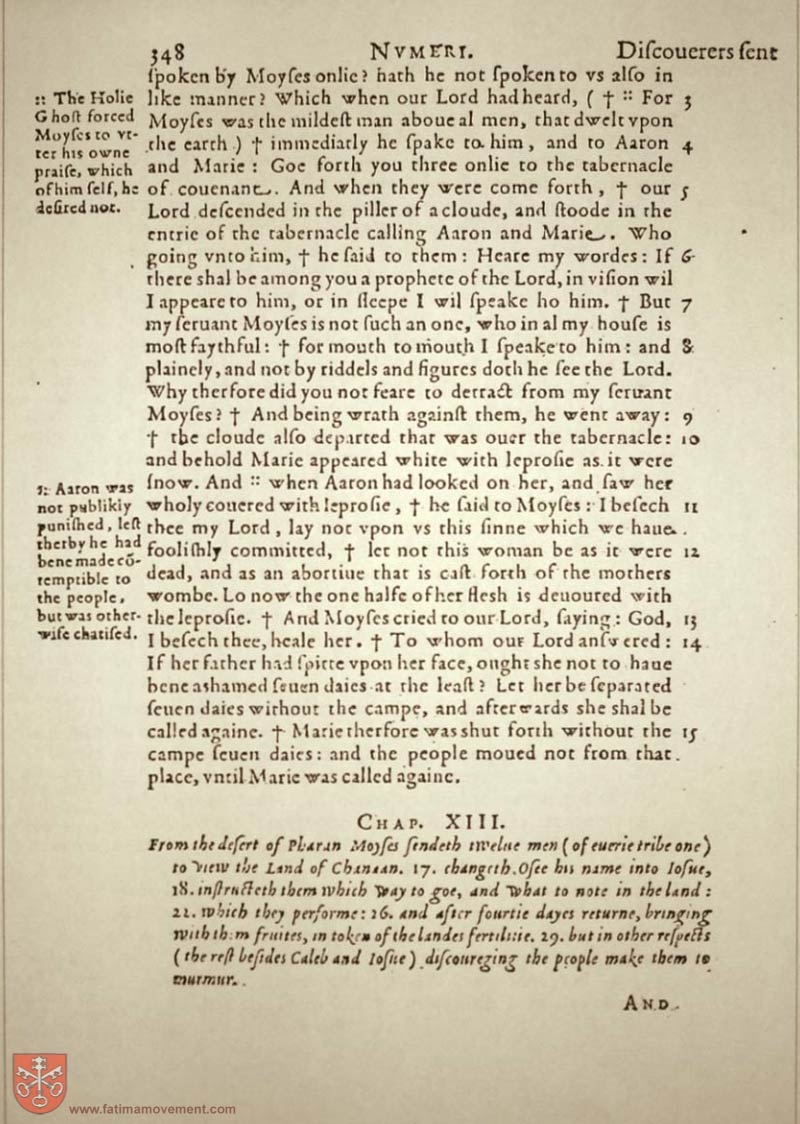 348 NVMERI. Diſcouerers ſent
ſpoken by Moyſes onlie? hath he not ſpoken to vs alſo in
like manner? Which when our Lord had heard, († :: For 3
Moyſes was the mildeſt man aboue al men, that dwelt vpon
the earth) † immediatly he ſpake to him, and to Aaron 4
and Marie: Goe forth you three onlie to the tabernacle
of couenant. And when they were come forth, † our 5
Lord deſcended in the piller of a cloude, and ſtoode in the
entrie of the tabernacle calling Aaron and Marie. Who
going vnto him, † he ſaid to them: Heare my wordes: If 6
there shal be among you a prophete of the Lord, in viſion wil
I appeare to him, or in ſleepe I wil ſpeake ho him. † But 7
my ſeruant Moyſes is not ſuch an one, who in al my houſe is
moſt faythful: † for mouth to mouth I ſpeake to him: and 8
plainely, and not by riddels and figures doth he ſee the Lord.
Why therfore did you not feare to detract from my ſeruant
Moyſes? † And being wrath againſt them, he went away: 9
† the cloude alſo departed that was ouer the tabernacle: 10
and behold Marie appeared white with leproſie as it were
ſnow. And :: when Aaron had looked on her, and ſaw her
wholy couered with leproſie, † he ſaid to Moyſes: I beſech 11
thee my Lord, lay not vpon vs this ſinne which we haue
fooliſhly committed, † let not this woman be as it were 12
dead, and as an abortiue that is caſt forth of the mothers
wombe. Lo now the one halfe of her flesh is deuoured with
the leproſie. † And Moyſes cried to our Lord, ſaying: God, 13
I beſech thee, heale her. † To whom our Lord anſwered: 14
If her father had ſpitte vpon her face, ought she not to haue
bene ashamed ſeuen daies at the leaſt? Let her be ſeparated
ſeuen daies without the campe, and afterwards she shal be
called againe. † Marie therfore was shut forth without the 15
campe ſeuen daies: and the people moued not from that
place, vntil Marie was called againe.
:: The Holie
Ghoſt forced
Moyſes to vt-
ter his owne
praiſe, which
of him ſelf, he
deſired not.
:: Aaron was
not publikly
puniſhed, leſt
therby he had
bene made cō-
temptible to
the people,
but was other-
wiſe chatiſed.
CHAP. XIII.
From the deſert of Pharan Moyſes ſendeth twelue men (of euerie tribe one)
to view the Land of Chanaan. 17. changeth Oſee his name into Ioſue,
18. inſtructeth them which way to goe, and what to note in the land:
21. which they performe: 26. and after fourtie dayes returne, bringing
with them fruites, in token of the landes fertilitie. 29. but in other reſpects
(the reſt beſides Caleb and Ioſue) diſcoureging the people make them to
murmur.
AND
www.fatimamovement.com